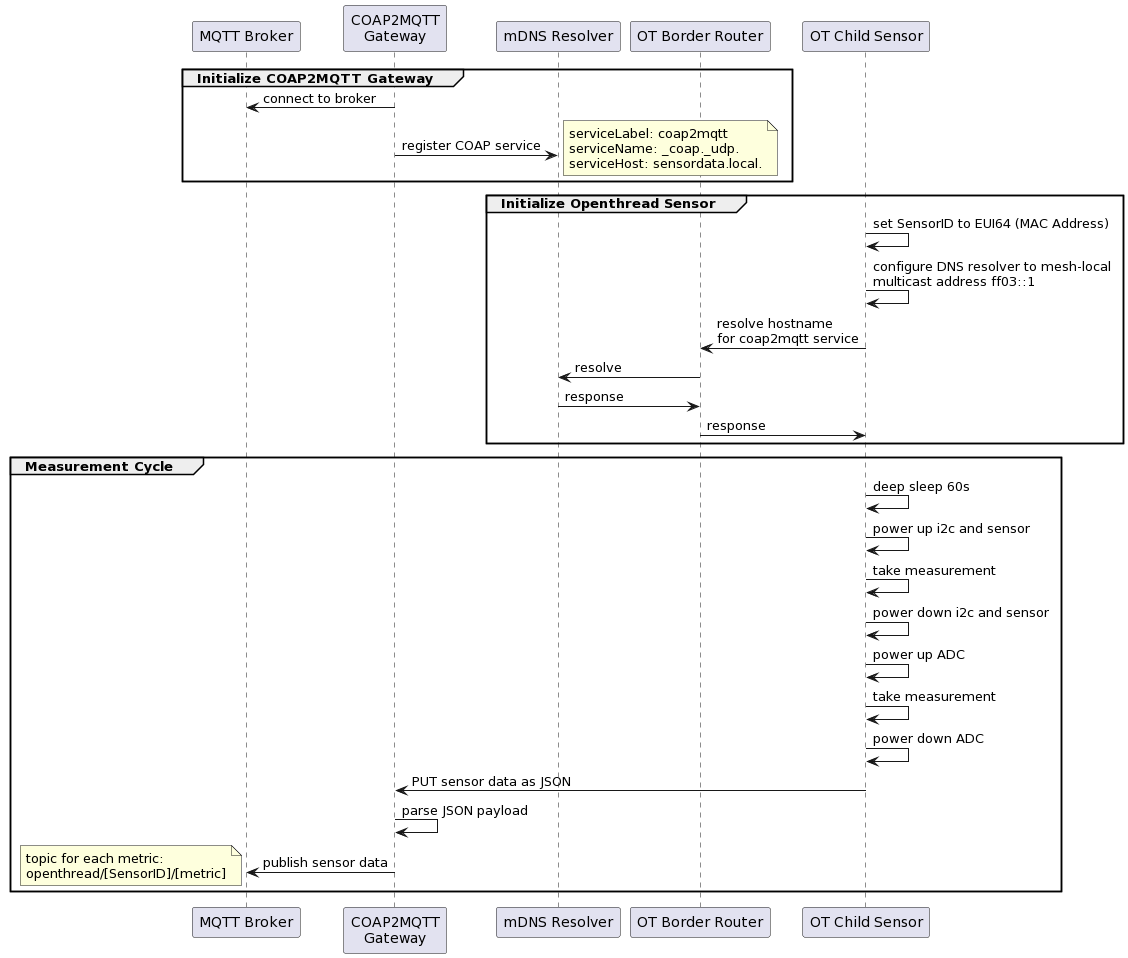 MQTT Broker
COAP2MQTT
Gateway
mDNS Resolver
OT Border Router
OT Child Sensor
Initialize COAP2MQTT Gateway
connect to broker
register COAP service
serviceLabel: coap2mqtt
serviceName: _coap._udp.
serviceHost: sensordata.local.
Initialize Openthread Sensor
set SensorID to EUI64 (MAC Address)
configure DNS resolver to mesh-local
multicast address ff03::1
resolve hostname
for coap2mqtt service
resolve
response
response
Measurement Cycle
deep sleep 60s
power up i2c and sensor
take measurement
power down i2c and sensor
power up ADC
take measurement
power down ADC
PUT sensor data as JSON
parse JSON payload
topic for each metric:
openthread/[SensorID]/[metric]
publish sensor data
MQTT Broker
COAP2MQTT
Gateway
mDNS Resolver
OT Border Router
OT Child Sensor